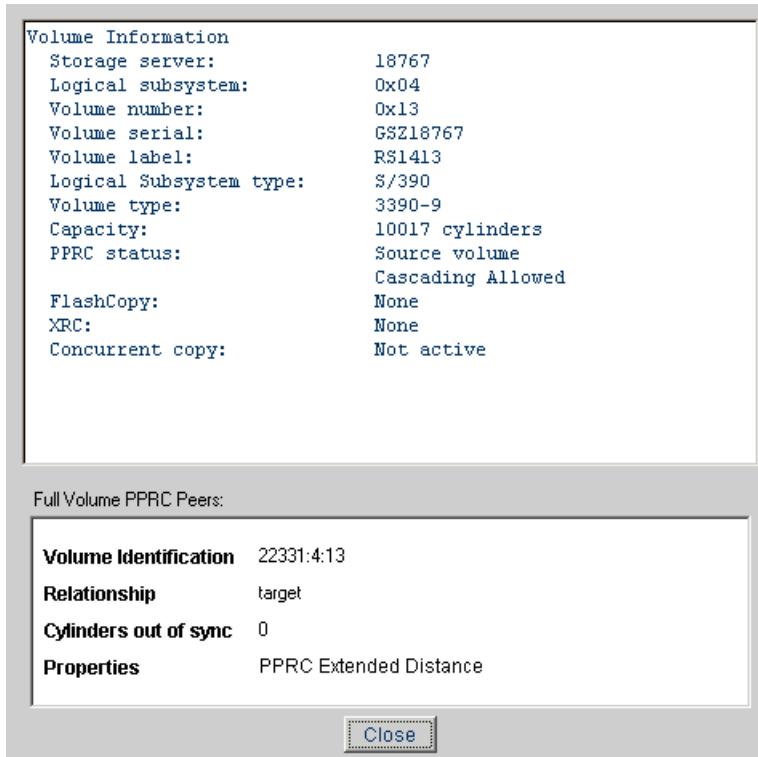 Volume Information
Storage server: 18767
Logical subsystem: 0x04
Volume number: 0x13
Volume serial: GSZ18767
Volume label: RS1413
Logical Subsystem type: S/390
Volume type: 3390-9
Capacity: 10017 cylinders
PPRC status: Source volume
Cascading Allowed
FlashCopy: None
XRC: None
Concurrent copy: Not active
Full Volume PPRC Peers:
Volume Identification 22331:4:13
Relationship target
Cylinders out of sync 0
Properties PPRC Extended Distance
Close